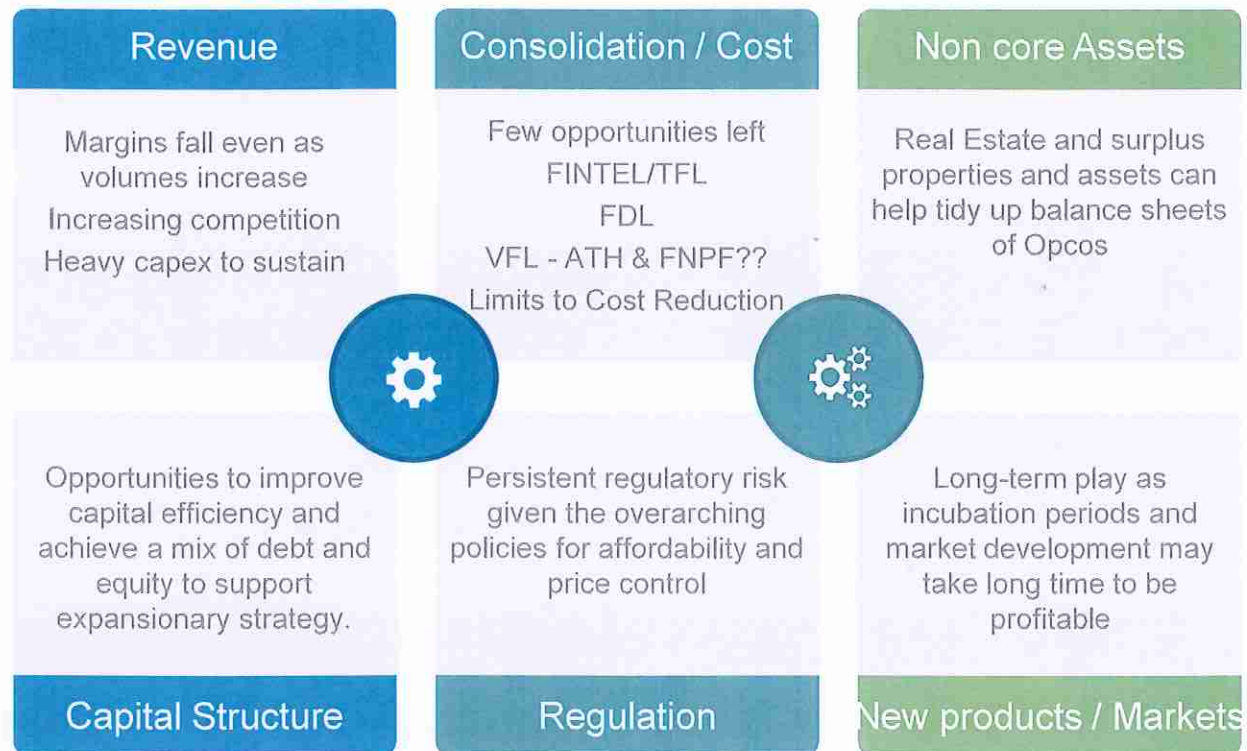 Revenue
Margins fall even as
volumes increase
Increasing competition
Heavy capex to sustain
Consolidation / Cost
Few opportunities left
FINTEL/TFL
FDL
VFL - ATH & FNPF??
Limits to Cost Reduction
Non core Assets
Real Estate and surplus
properties and assets can
help tidy up balance sheets
of Opcos
Opportunities to improve
capital efficiency and
achieve a mix of debt and
equity to support
expansionary strategy.
Capital Structure
Persistent regulatory risk
given the overarching
policies for affordability and
price control
Regulation
Long-term play as
incubation periods and
market development may
take long time to be
profitable
New products / Markets